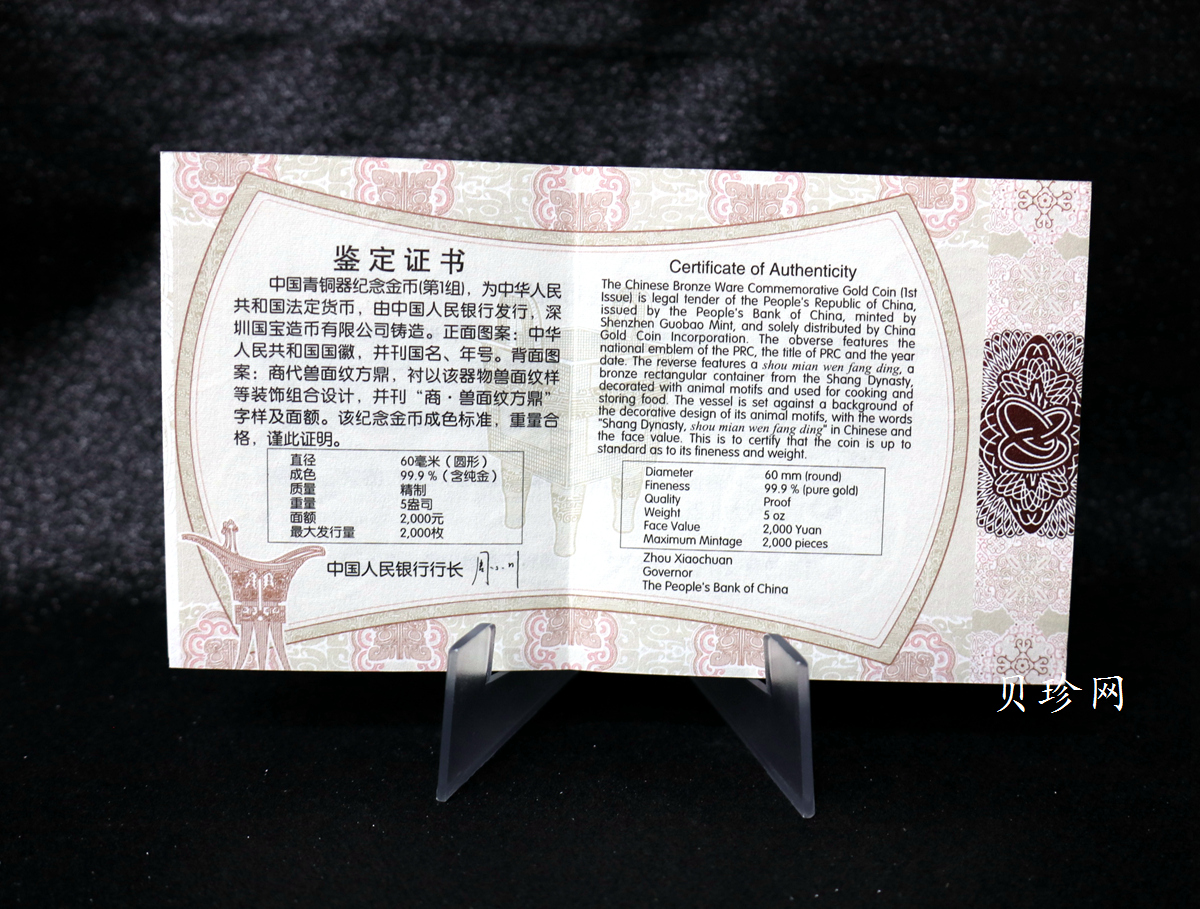 鉴定证书
中国青铜器纪念金币(第1组)，为中华人民
共和国法定货币，由中国人民银行发行，深
圳国宝造币有限公司铸造。正面图案：中华
人民共和国国徽，并刊国名、年号。背面图
案：商代兽面纹方鼎，衬以该器物兽面纹样
等装饰组合设计，并刊“商·兽面纹方鼎”
字样及面额。该纪念金币成色标准，重量合
格，谨此证明。
直径 60毫米（圆形）
成色 99.9％（含纯金）
质量 精制
重量 5盎司
面额 2,000元
最大发行量 2,000枚
中国人民银行行长
Certificate of Authenticity
The Chinese Bronze Ware Commemorative Gold Coin (1st
Issue) is legal tender of the People's Republic of China,
issued by the People's Bank of China, minted by
Shenzhen Guobao Mint, and solely distributed by China
Gold Coin Incorporation. The obverse features the
national emblem of the PRC, the title of PRC and the year
date. The reverse features a shou mian wen fang ding, a
bronze rectangular container from the Shang Dynasty,
decorated with animal motifs and used for cooking and
storing food. The vessel is set against a background of
the decorative design of its animal motifs, with the words
"Shang Dynasty, shou mian wen fang ding" in Chinese and
the face value. This is to certify that the coin is up to
standard as to its fineness and weight.
Diameter 60 mm (round)
Fineness 99.9 % (pure gold)
Quality Proof
Weight 5 oz
Face Value 2,000 Yuan
Maximum Mintage 2,000 pieces
Zhou Xiaochuan
Governor
The People's Bank of China
贝珍网